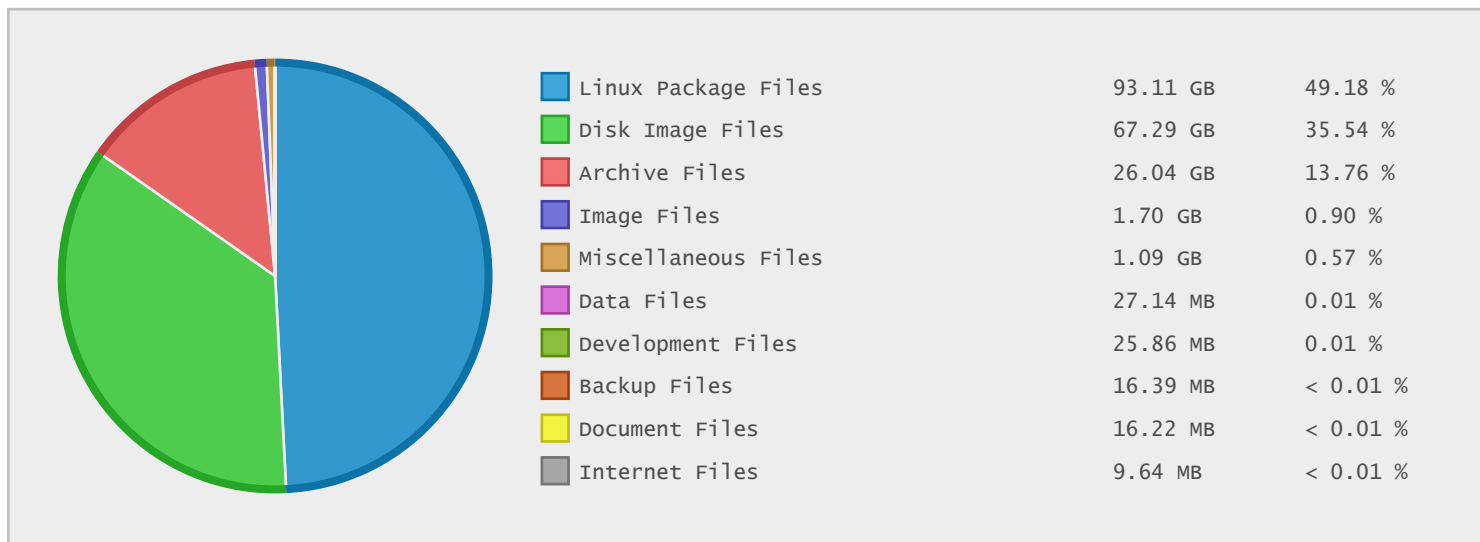 Linux Package Files 93.11 GB 49.18 %
Disk Image Files 67.29 GB 35.54 %
Archive Files 26.04 GB 13.76 %
Image Files 1.70 GB 0.90 %
Miscellaneous Files 1.09 GB 0.57 %
Data Files 27.14 MB 0.01 %
Development Files 25.86 MB 0.01 %
Backup Files 16.39 MB < 0.01 %
Document Files 16.22 MB < 0.01 %
Internet Files 9.64 MB < 0.01 %